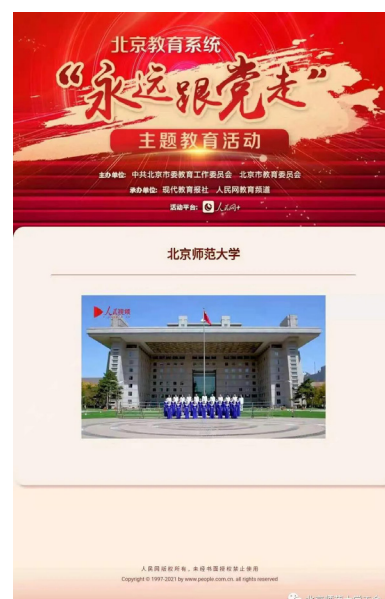 北京教育系统
“永远跟党走”
主题教育活动
主办单位: 中共北京市委教育工作委员会 北京市教育委员会
承办单位: 现代教育报社 人民网教育频道
活动平台: 人民网+
北京师范大学
人民视频
人民网版权所有,未经书面授权禁止使用
Copyright © 1997-2021 by www.people.com.cn. all rights reserved